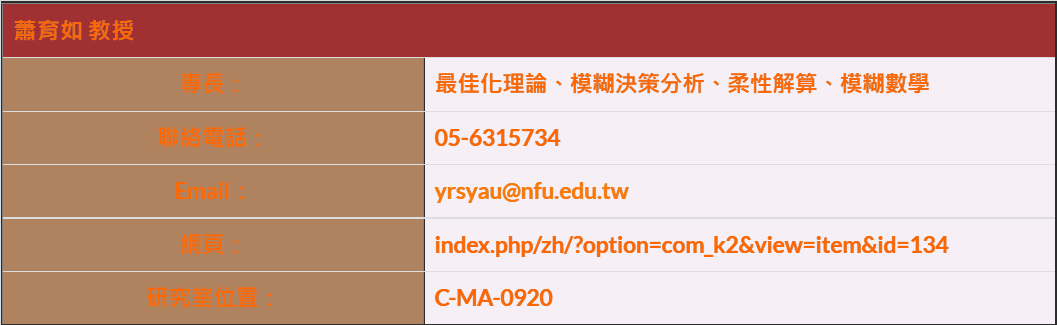 蕭育如 教授
專長： 最佳化理論、模糊決策分析、柔性解算、模糊數學
聯絡電話： 05-6315734
Email： yrsyau@nfu.edu.tw
網頁： index.php/zh/?option=com_k2&view=item&id=134
研究室位置： C-MA-0920